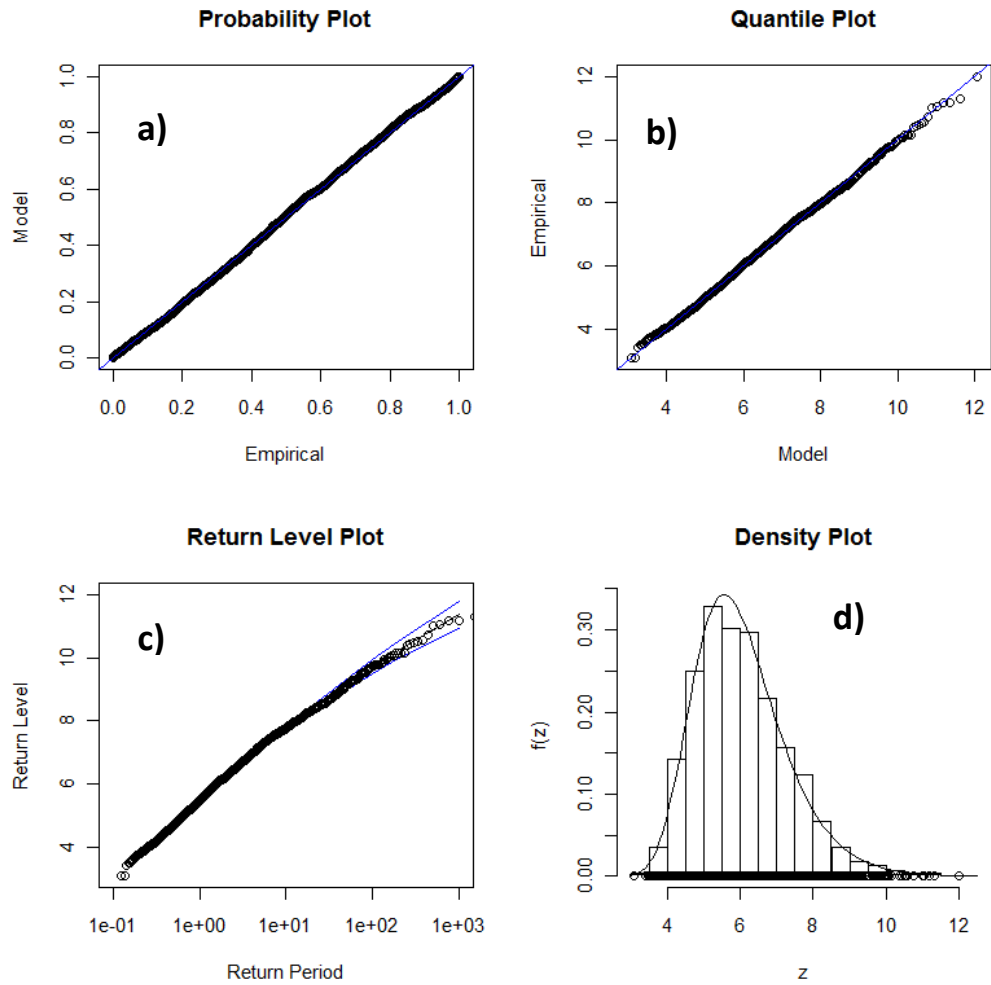 Probability Plot
a)
Model
0.0 0.2 0.4 0.6 0.8 1.0
0.0 0.2 0.4 0.6 0.8 1.0
Empirical
Quantile Plot
b)
Empirical
4 6 8 10 12
4 6 8 10 12
Model
Return Level Plot
c)
Return Level
4 6 8 10 12
1e-01 1e+00 1e+01 1e+02 1e+03
Return Period
Density Plot
d)
f(z)
0.00 0.10 0.20 0.30
4 6 8 10 12
z